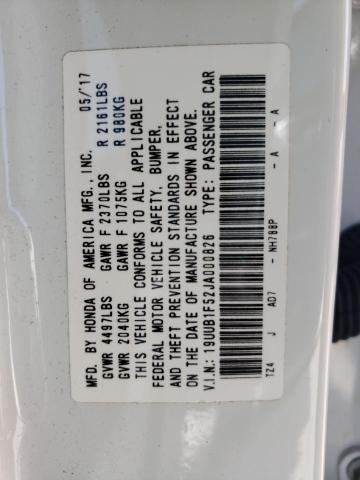 MFD. BY HONDA OF AMERICA MFG., INC. 05/17
GVWR 4497LBS GAWR F 2370LBS R 2161LBS
GVWR 2040KG GAWR F 1075KG R 980KG
THIS VEHICLE CONFORMS TO ALL APPLICABLE
FEDERAL MOTOR VEHICLE SAFETY, BUMPER,
AND THEFT PREVENTION STANDARDS IN EFFECT
ON THE DATE OF MANUFACTURE SHOWN ABOVE.
V.I.N.: 19UUB1F52JA000826 TYPE: PASSENGER CAR
TZ4 J AD7 - NH788P - A - A